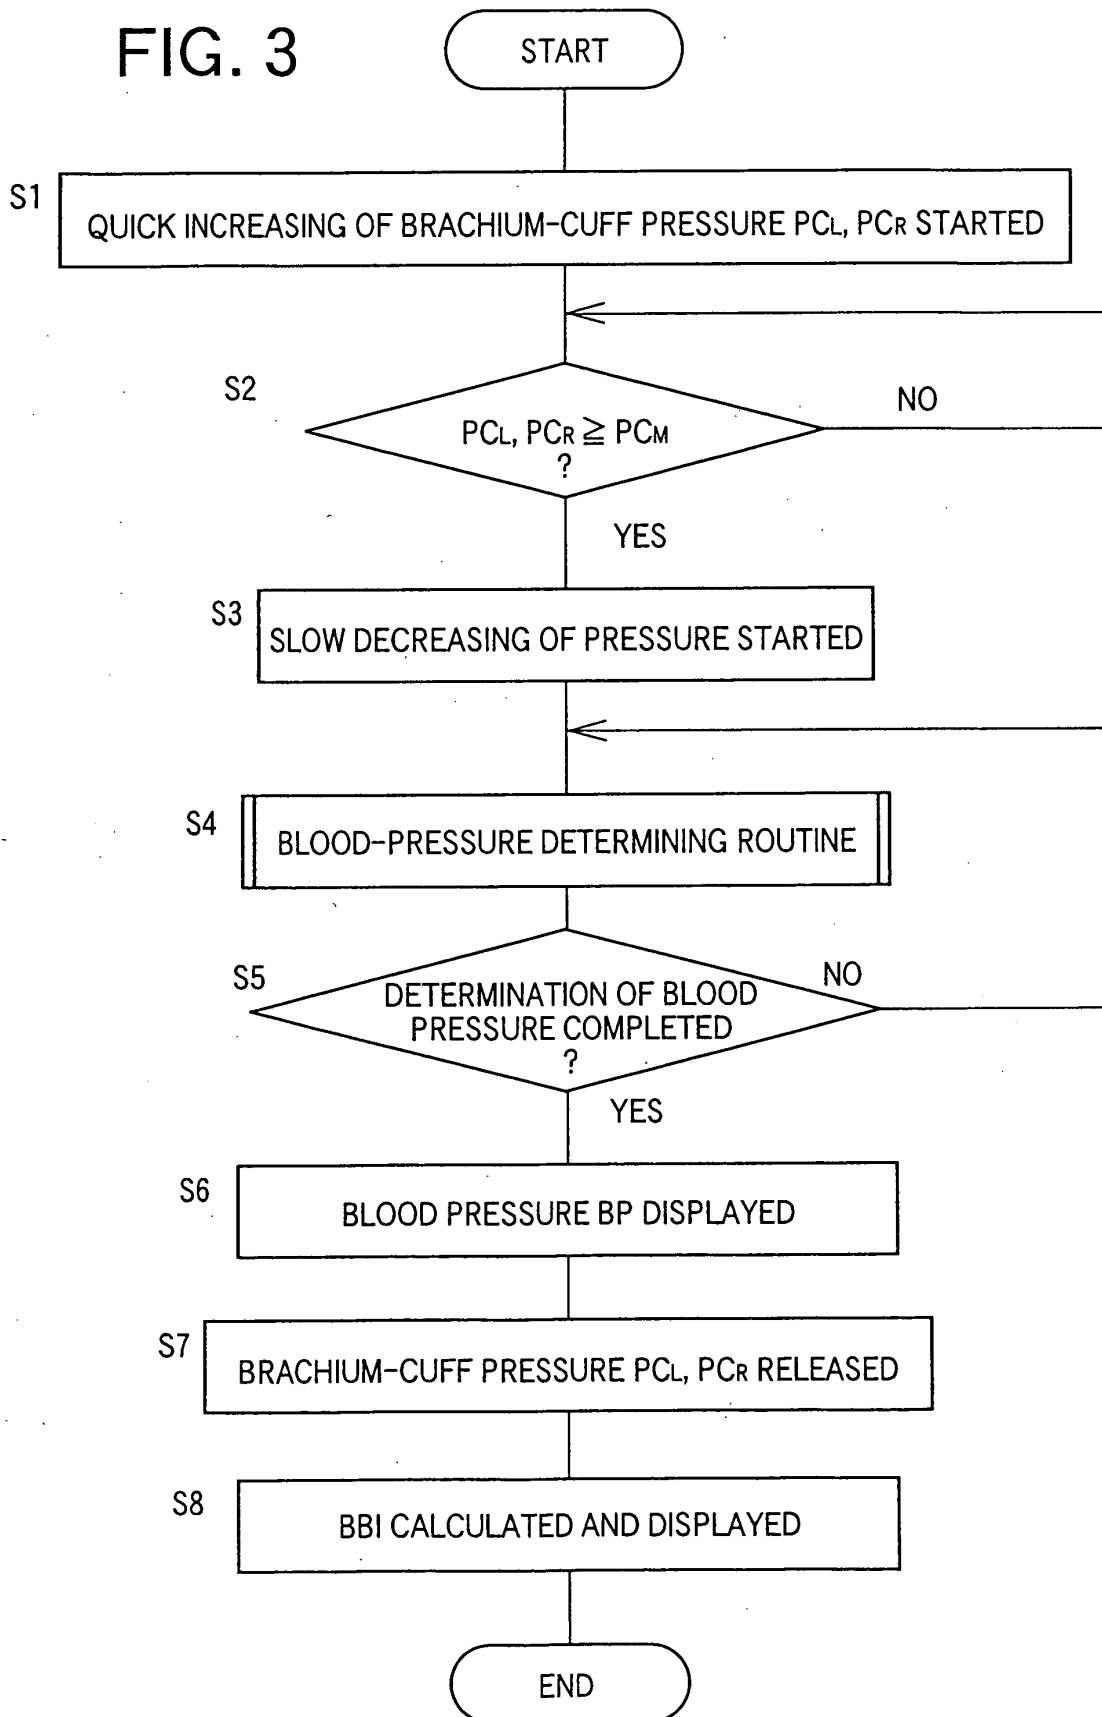 FIG. 3
START
S1
QUICK INCREASING OF BRACHIUM-CUFF PRESSURE PCL, PCR STARTED
S2
PCL, PCR ≧ PCM
?
NO
YES
S3
SLOW DECREASING OF PRESSURE STARTED
S4
BLOOD-PRESSURE DETERMINING ROUTINE
S5
DETERMINATION OF BLOOD
PRESSURE COMPLETED
?
NO
YES
S6
BLOOD PRESSURE BP DISPLAYED
S7
BRACHIUM-CUFF PRESSURE PCL, PCR RELEASED
S8
BBI CALCULATED AND DISPLAYED
END